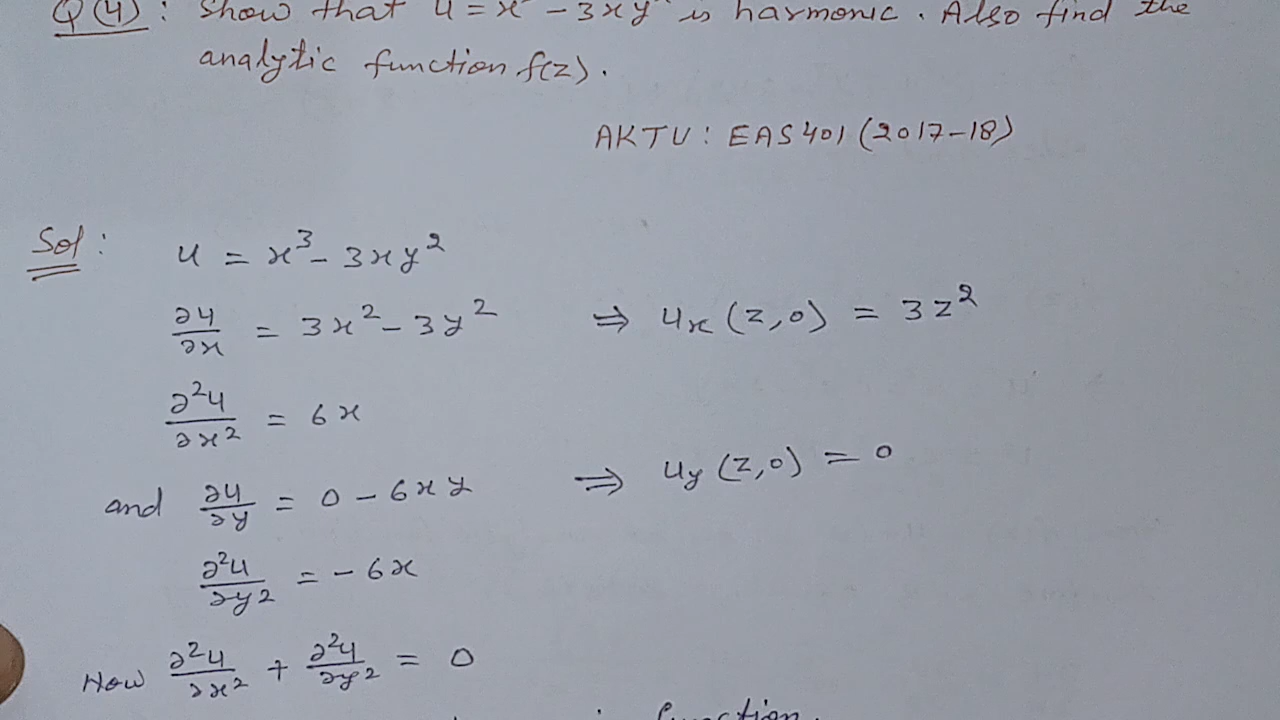 Q(4): Show that u = x³ - 3xy² is harmonic. Also find the
analytic function f(z).
AKTU: EAS401 (2017-18)
Sol:
u = x³ - 3xy²
∂u/∂x = 3x² - 3y² ⇒ uₓ(z,0) = 3z²
∂²u/∂x² = 6x
and ∂u/∂y = 0 - 6xy ⇒ u_y(z,0) = 0
∂²u/∂y² = -6x
Now ∂²u/∂x² + ∂²u/∂y² = 0
function.